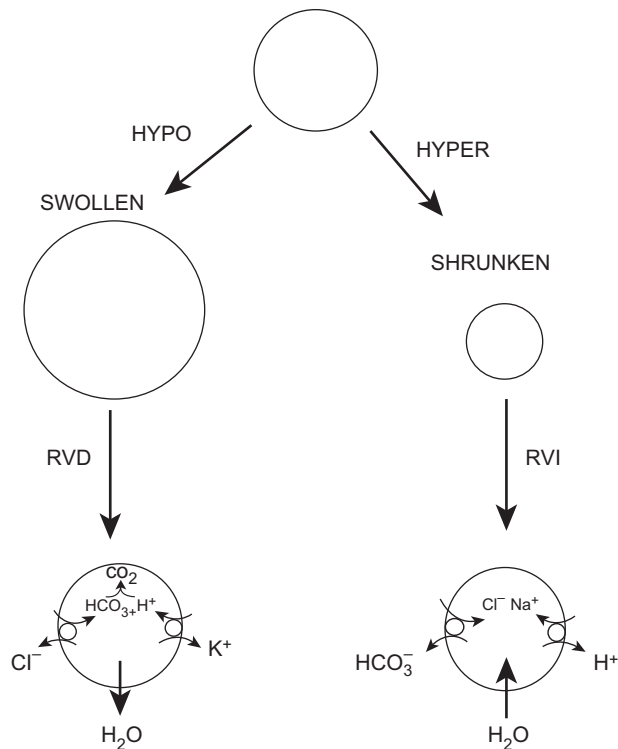 HYPO
HYPER
SWOLLEN
SHRUNKEN
RVD
RVI
CO₂
HCO₃₊H⁺
Cl⁻ Na⁺
Cl⁻
K⁺
HCO₃⁻
H⁺
H₂O
H₂O